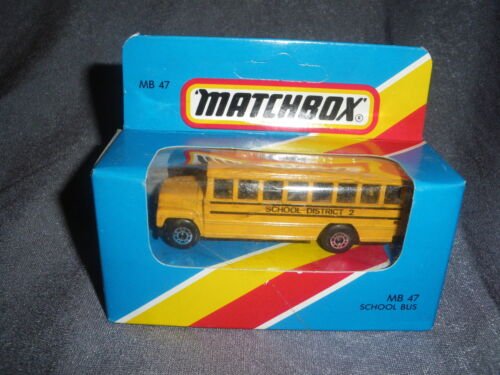 MB 47
MATCHBOX®
SCHOOL DISTRICT 2
MB 47
SCHOOL BUS